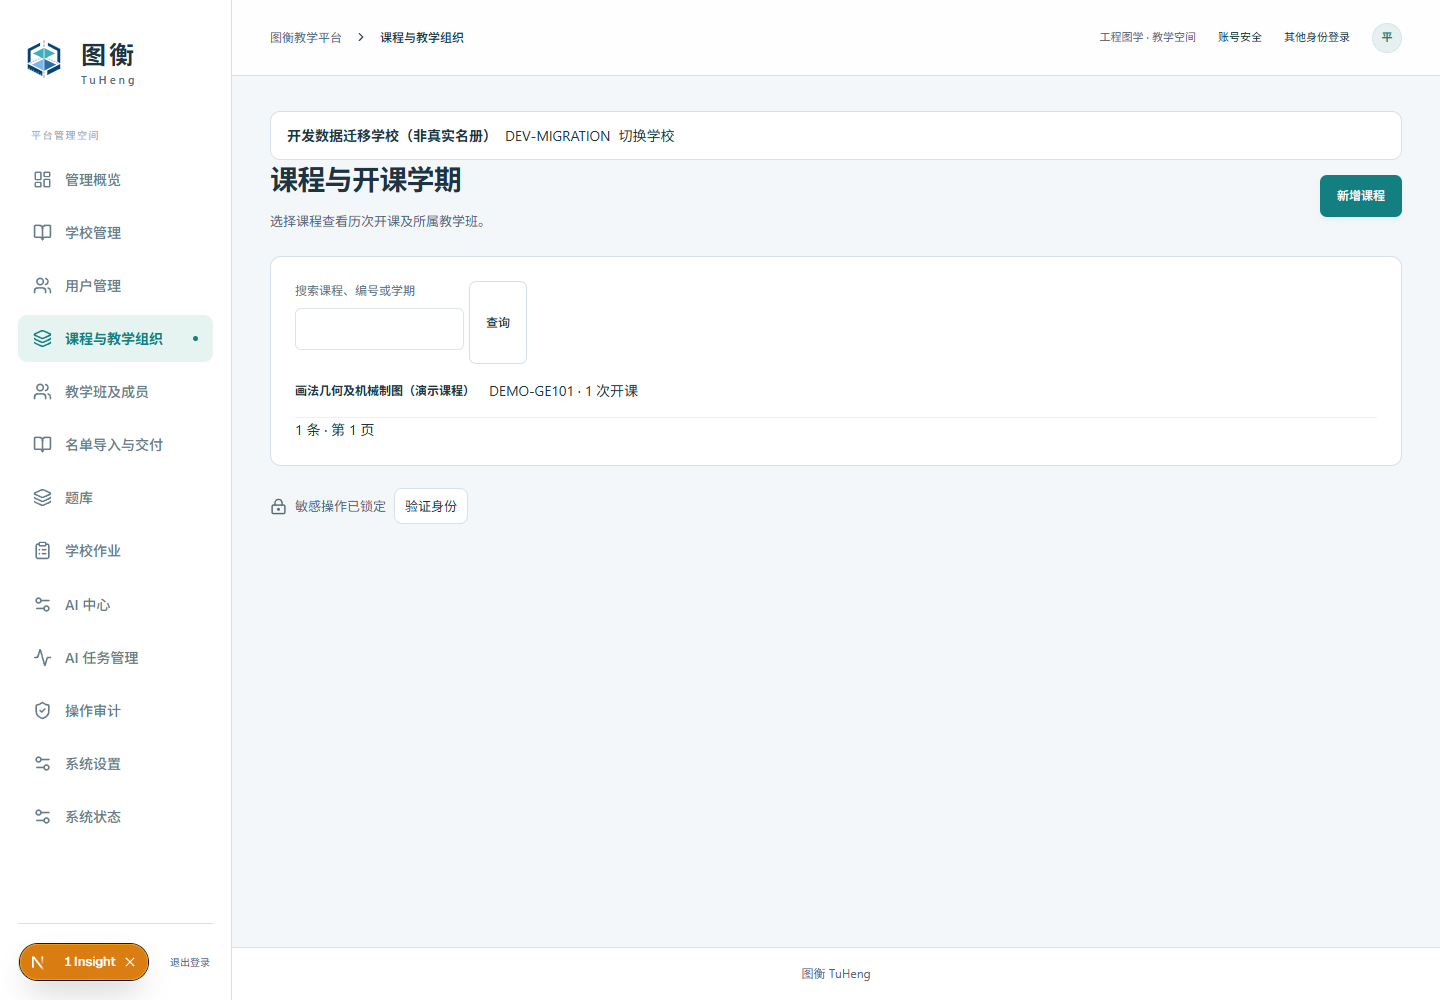 图衡
TuHeng
平台管理空间
管理概览
学校管理
用户管理
课程与教学组织
教学班及成员
名单导入与交付
题库
学校作业
AI 中心
AI 任务管理
操作审计
系统设置
系统状态
1 Insight
退出登录
图衡教学平台 课程与教学组织
工程图学 · 教学空间 账号安全 其他身份登录 平
开发数据迁移学校（非真实名册） DEV-MIGRATION 切换学校
课程与开课学期
新增课程
选择课程查看历次开课及所属教学班。
搜索课程、编号或学期
查询
画法几何及机械制图（演示课程） DEMO-GE101 · 1 次开课
1 条 · 第 1 页
敏感操作已锁定 验证身份
图衡 TuHeng